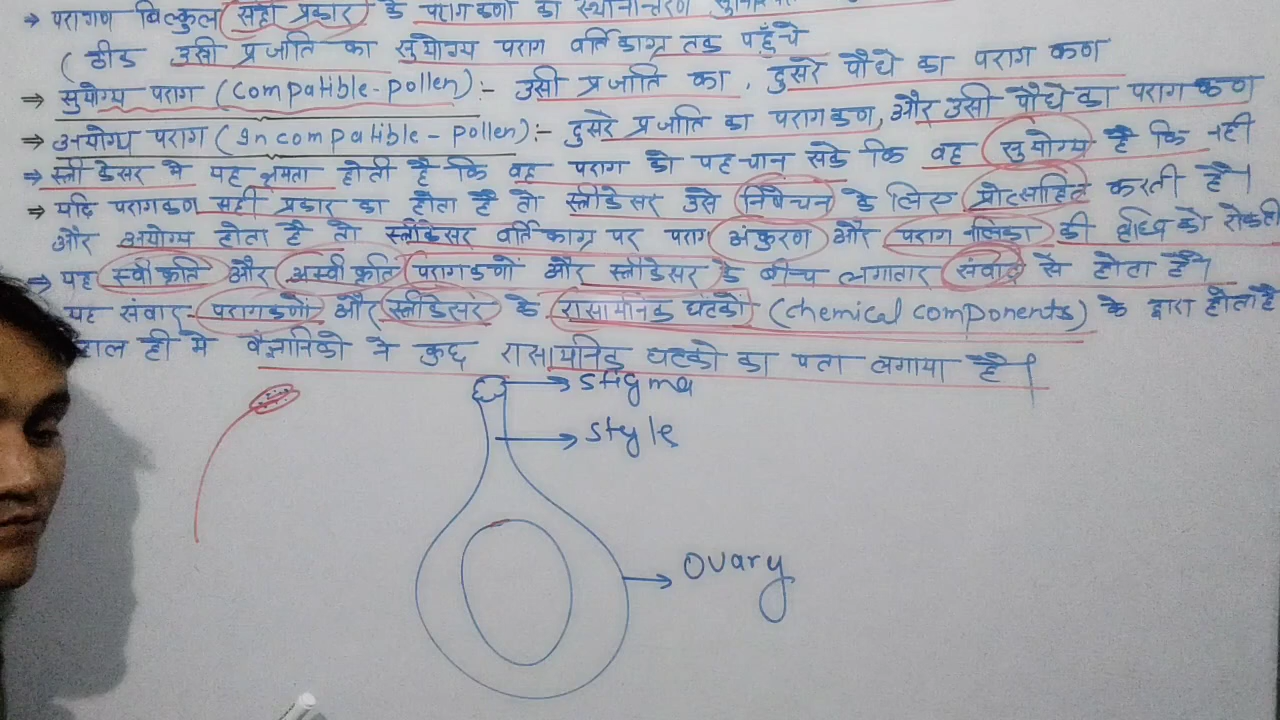 → परागण बिल्कुल सही प्रकार के परागकणों का स्थानान्तरण
( ठीक उसी प्रजाति का सुयोग्य पराग वर्तिकाग्र तक पहुँचे
⇒ सुयोग्य पराग (Compatible-pollen) :- उसी प्रजाति का, दुसरे पौधे का पराग कण
⇒ अयोग्य पराग (Incompatible-pollen) :- दुसरे प्रजाति का परागकण, और उसी पौधे का पराग कण
⇒ स्त्रीकेसर मे यह क्षमता होती है कि वह पराग को पहचान सके कि वह सुयोग्य है कि नही
⇒ यदि परागकण सही प्रकार का होता है तो स्त्रीकेसर उसे निषेचन के लिए प्रोत्साहित करती है।
और अयोग्य होता है तो स्त्रीकेसर वर्तिकाग्र पर पराग अंकुरण और पराग नलिका की वृध्दि को रोकती
→ यह स्वीकृति और अस्वीकृति परागकणों और स्त्रीकेसर के बीच लगातार संवाद से होता है।
यह संवाद परागकणों और स्त्रीकेसर के रासायनिक घटकों (chemical components) के द्वारा होता है
हाल ही मे वैज्ञानिको ने कुछ रासायनिक घटको का पता लगाया है।
→ stigma
→ style
→ ovary